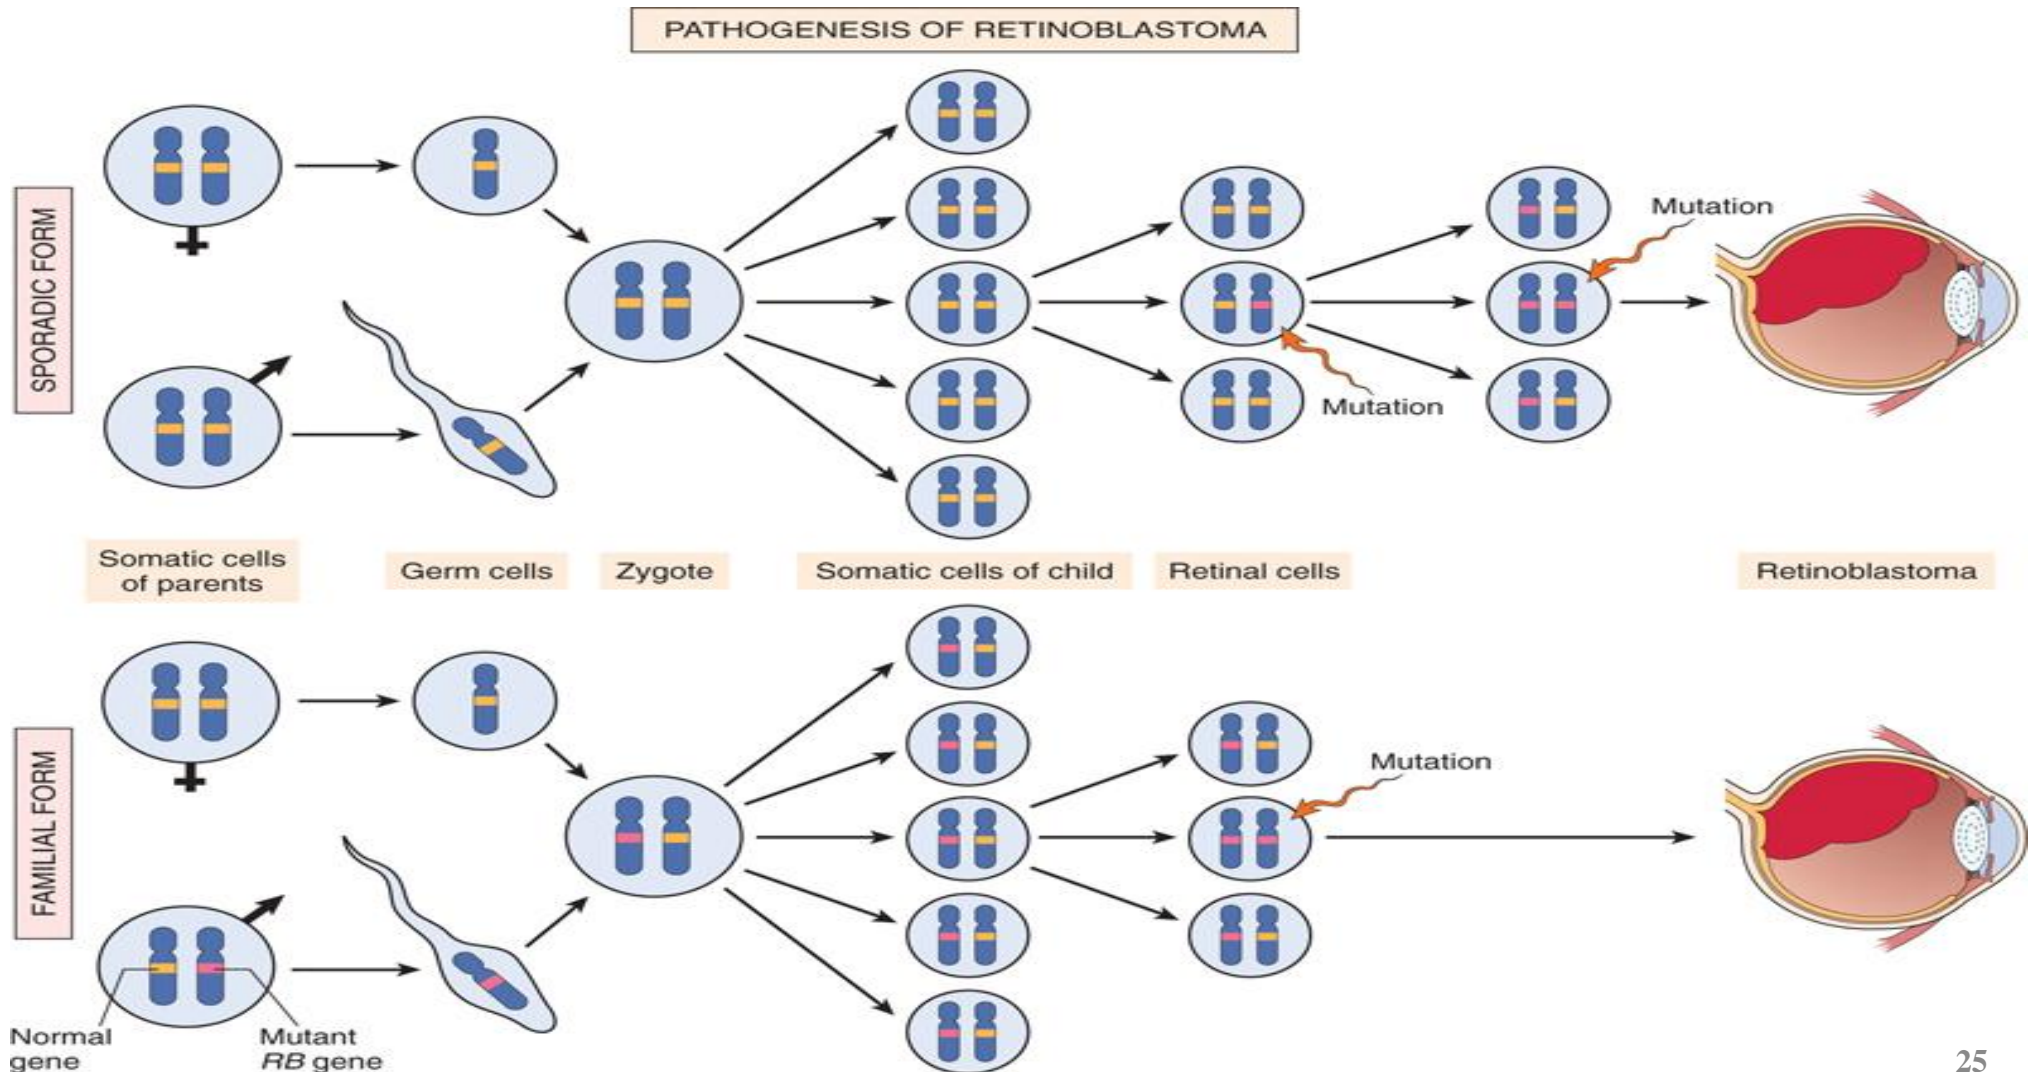 PATHOGENESIS OF RETINOBLASTOMA
SPORADIC FORM
Mutation
Mutation
Somatic cells
of parents
Germ cells
Zygote
Somatic cells of child
Retinal cells
Retinoblastoma
FAMILIAL FORM
Mutation
Normal
gene
Mutant
RB gene
25